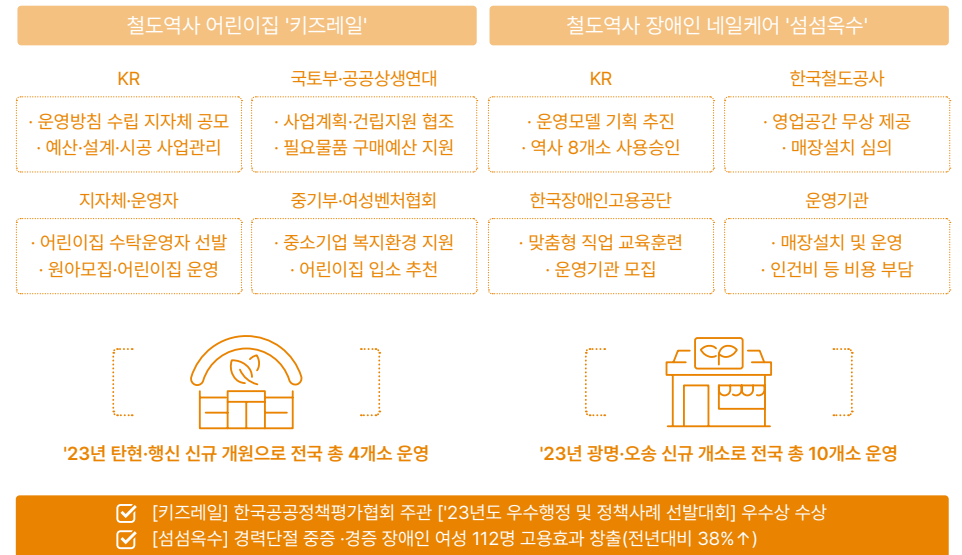 철도역사 어린이집 '키즈레일'
KR
· 운영방침 수립 지자체 공모
· 예산·설계·시공 사업관리
국토부·공공상생연대
· 사업계획·건립지원 협조
· 필요물품 구매예산 지원
지자체·운영자
· 어린이집 수탁운영자 선발
· 원아모집·어린이집 운영
중기부·여성벤처협회
· 중소기업 복지환경 지원
· 어린이집 입소 추천
'23년 탄현·행신 신규 개원으로 전국 총 4개소 운영
철도역사 장애인 네일케어 '섬섬옥수'
KR
· 운영모델 기획 추진
· 역사 8개소 사용승인
한국철도공사
· 영업공간 무상 제공
· 매장설치 심의
한국장애인고용공단
· 맞춤형 직업 교육훈련
· 운영기관 모집
운영기관
· 매장설치 및 운영
· 인건비 등 비용 부담
'23년 광명·오송 신규 개소로 전국 총 10개소 운영
[키즈레일] 한국공공정책평가협회 주관 ['23년도 우수행정 및 정책사례 선발대회] 우수상 수상
[섬섬옥수] 경력단절 중증 ·경증 장애인 여성 112명 고용효과 창출(전년대비 38%↑)